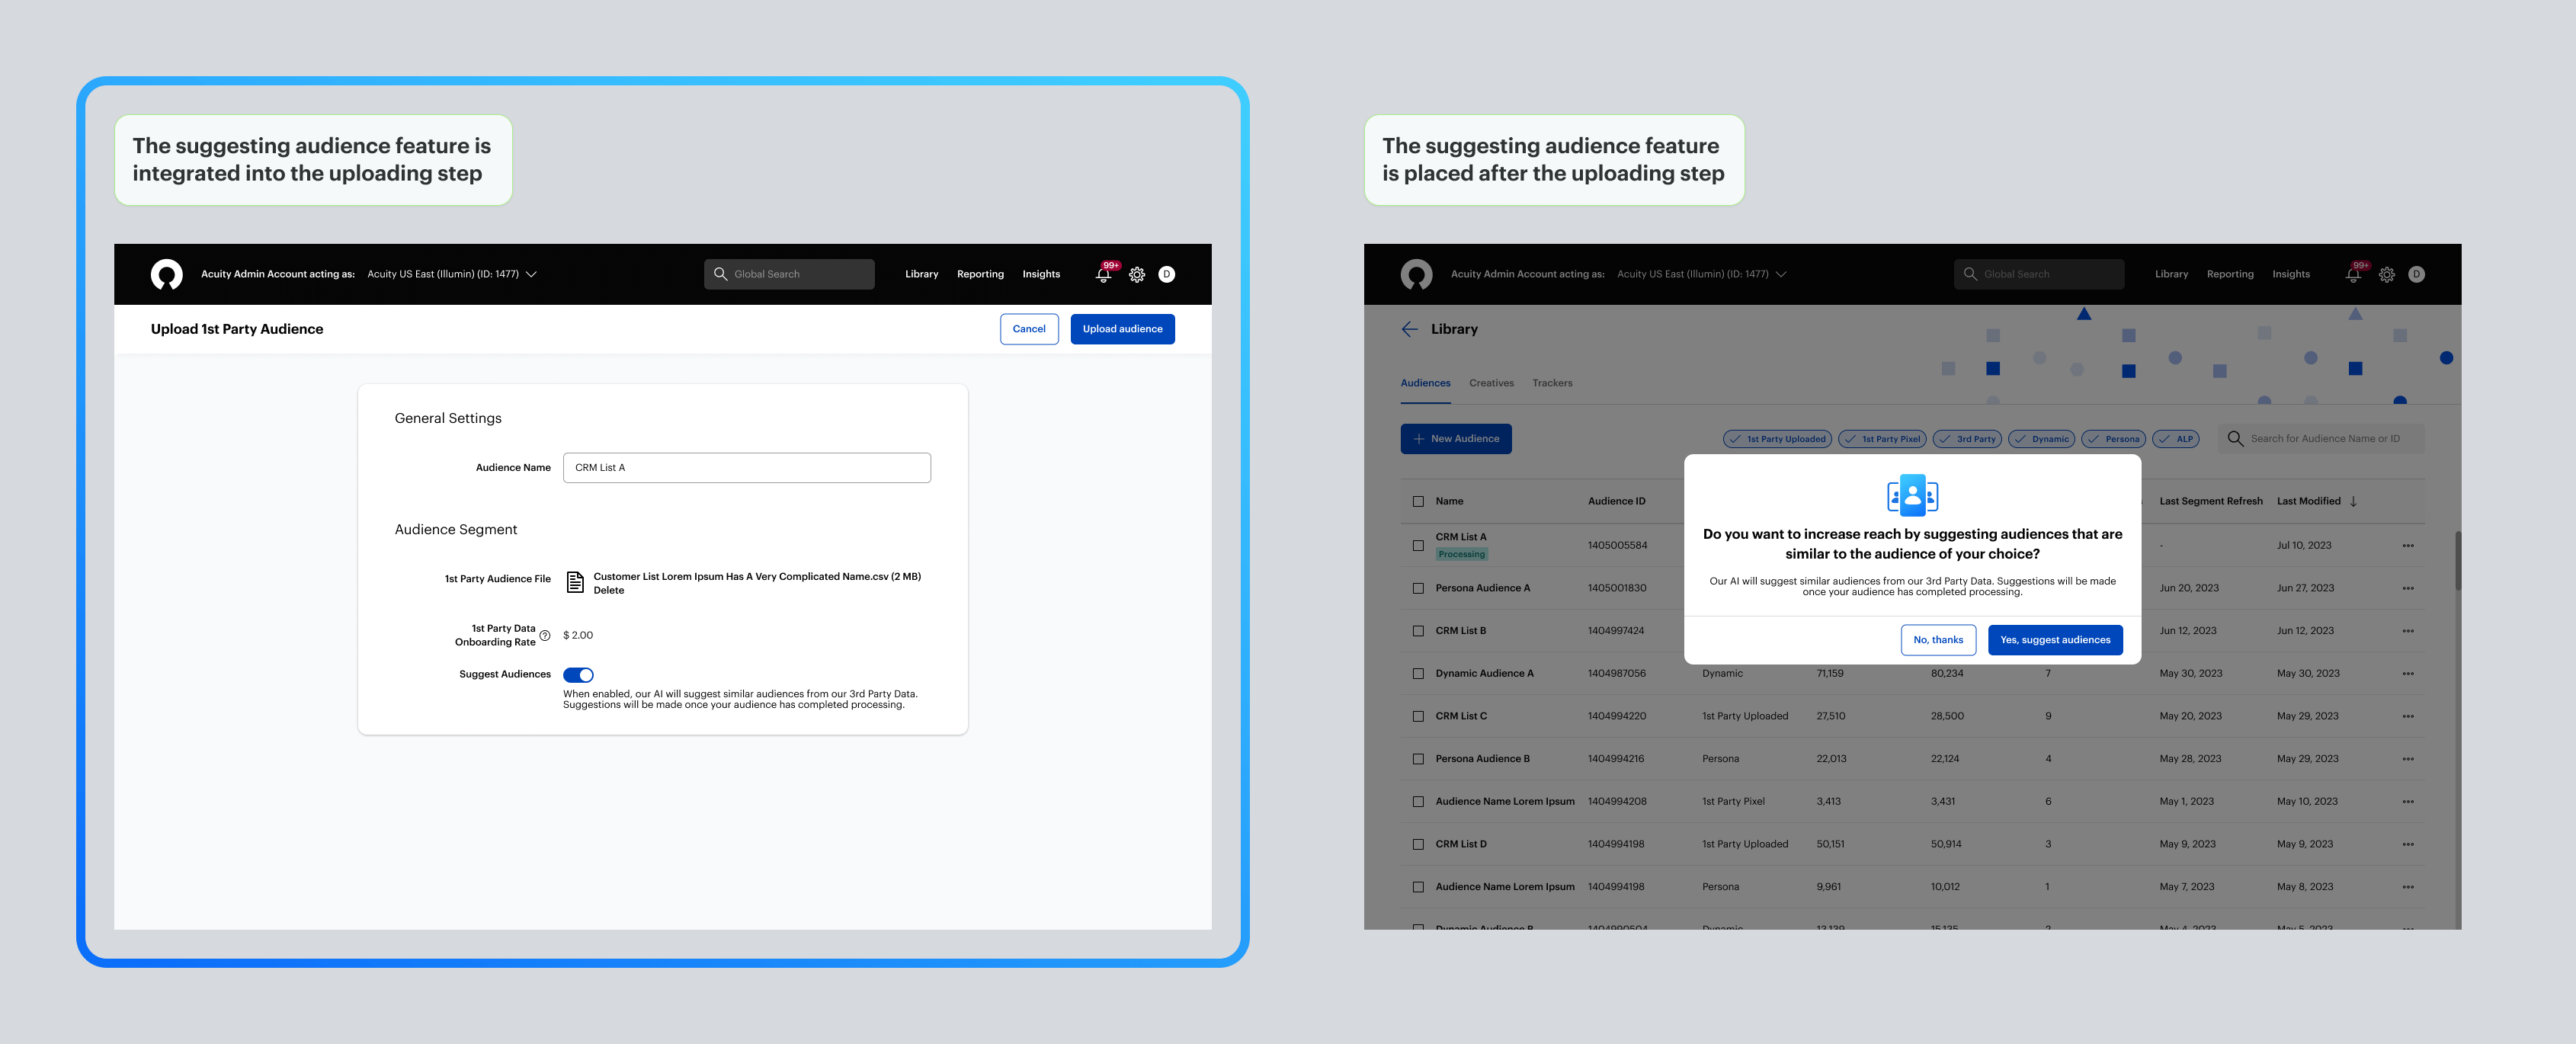 The suggesting audience feature is
integrated into the uploading step
Acuity Admin Account acting as: Acuity US East (Illumin) (ID: 1477)
Global Search
Library Reporting Insights
99+
D
Upload 1st Party Audience
Cancel Upload audience
General Settings
Audience Name CRM List A
Audience Segment
1st Party Audience File Customer List Lorem Ipsum Has A Very Complicated Name.csv (2 MB)
Delete
1st Party Data
Onboarding Rate ? $ 2.00
Suggest Audiences
When enabled, our AI will suggest similar audiences from our 3rd Party Data.
Suggestions will be made once your audience has completed processing.
The suggesting audience feature
is placed after the uploading step
Acuity Admin Account acting as: Acuity US East (Illumin) (ID: 1477)
Global Search
Library Reporting Insights
99+
D
Library
Audiences Creatives Trackers
New Audience 1st Party Uploaded 1st Party Pixel 3rd Party Dynamic Persona ALP Search for Audience Name or ID
Name Audience ID Last Segment Refresh Last Modified
CRM List A 1405005584 - Jul 10, 2023
Processing
Persona Audience A 1405001830 Jun 20, 2023 Jun 27, 2023
CRM List B 1404997424 Jun 12, 2023 Jun 12, 2023
Do you want to increase reach by suggesting audiences that are
similar to the audience of your choice?
Our AI will suggest similar audiences from our 3rd Party Data. Suggestions will be made
once your audience has completed processing.
No, thanks Yes, suggest audiences
Dynamic Audience A 1404987056 Dynamic 71,159 80,234 7 May 30, 2023 May 30, 2023
CRM List C 1404994220 1st Party Uploaded 27,510 28,500 9 May 20, 2023 May 29, 2023
Persona Audience B 1404994216 Persona 22,013 22,124 4 May 28, 2023 May 29, 2023
Audience Name Lorem Ipsum 1404994208 1st Party Pixel 3,413 3,431 6 May 1, 2023 May 10, 2023
CRM List D 1404994198 1st Party Uploaded 50,151 50,914 3 May 9, 2023 May 9, 2023
Audience Name Lorem Ipsum 1404994198 Persona 9,961 10,012 1 May 7, 2023 May 8, 2023
Dynamic Audience B 1404990504 Dynamic 13,139 15,135 2 May 4, 2023 May 5, 2023